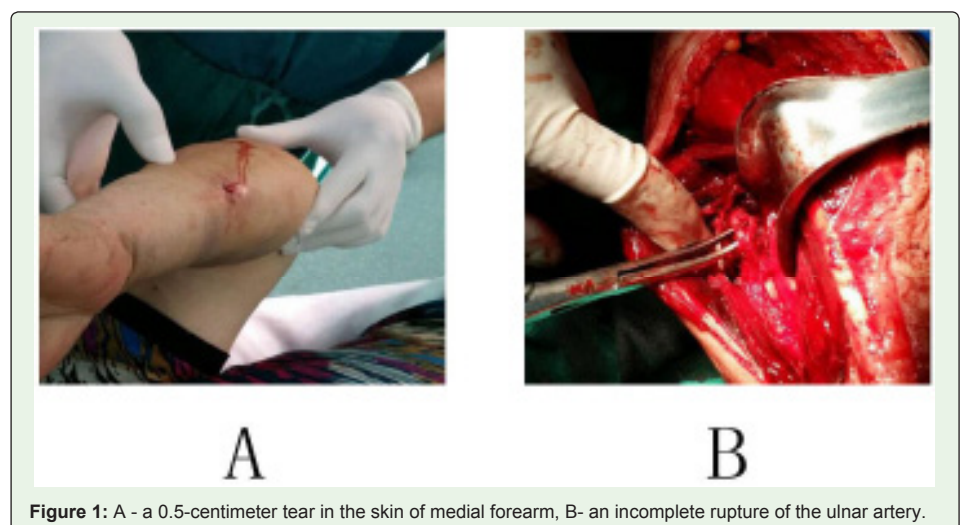 A B
Figure 1: A - a 0.5-centimeter tear in the skin of medial forearm, B- an incomplete rupture of the ulnar artery.